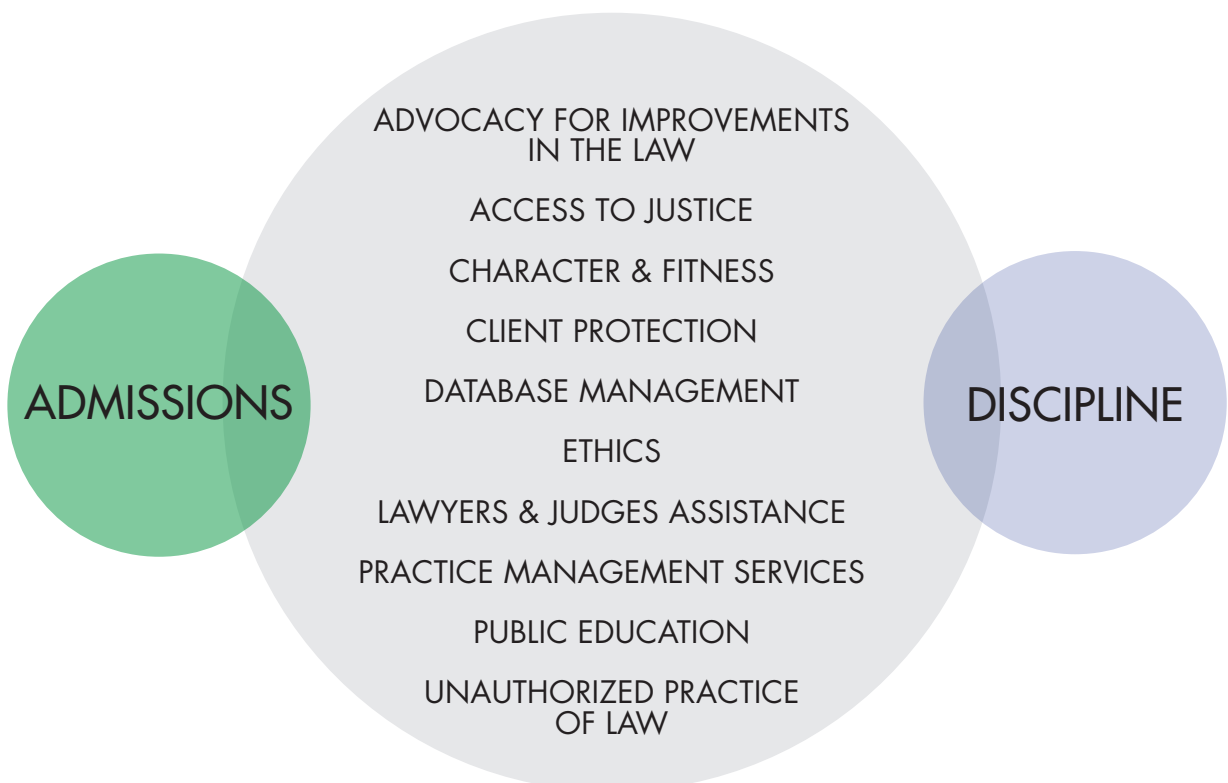 ADVOCACY FOR IMPROVEMENTS
IN THE LAW
ACCESS TO JUSTICE
CHARACTER & FITNESS
CLIENT PROTECTION
DATABASE MANAGEMENT
ADMISSIONS
DISCIPLINE
ETHICS
LAWYERS & JUDGES ASSISTANCE
PRACTICE MANAGEMENT SERVICES
PUBLIC EDUCATION
UNAUTHORIZED PRACTICE
OF LAW